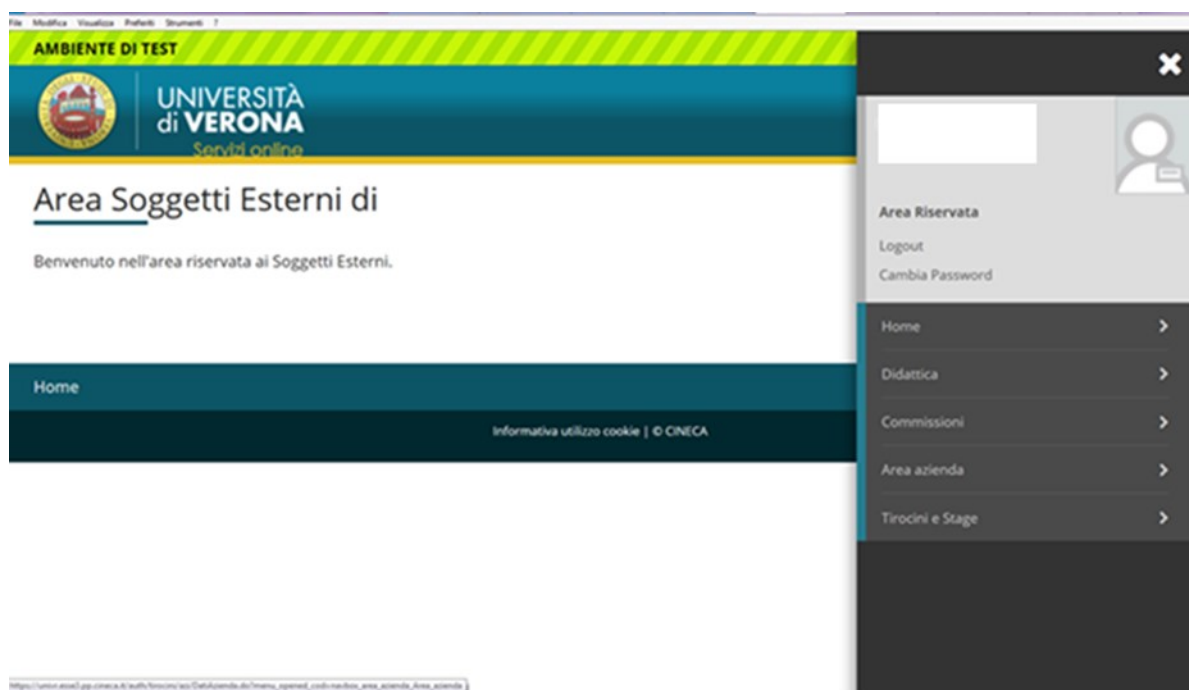 File Modifica Visualizza Preferiti Strumenti ?
AMBIENTE DI TEST
UNIVERSITÀ
di VERONA
Servizi online
Area Soggetti Esterni di
Benvenuto nell'area riservata ai Soggetti Esterni.
Home
Informativa utilizzo cookie | © CINECA
Area Riservata
Logout
Cambia Password
Home
Didattica
Commissioni
Area azienda
Tirocini e Stage